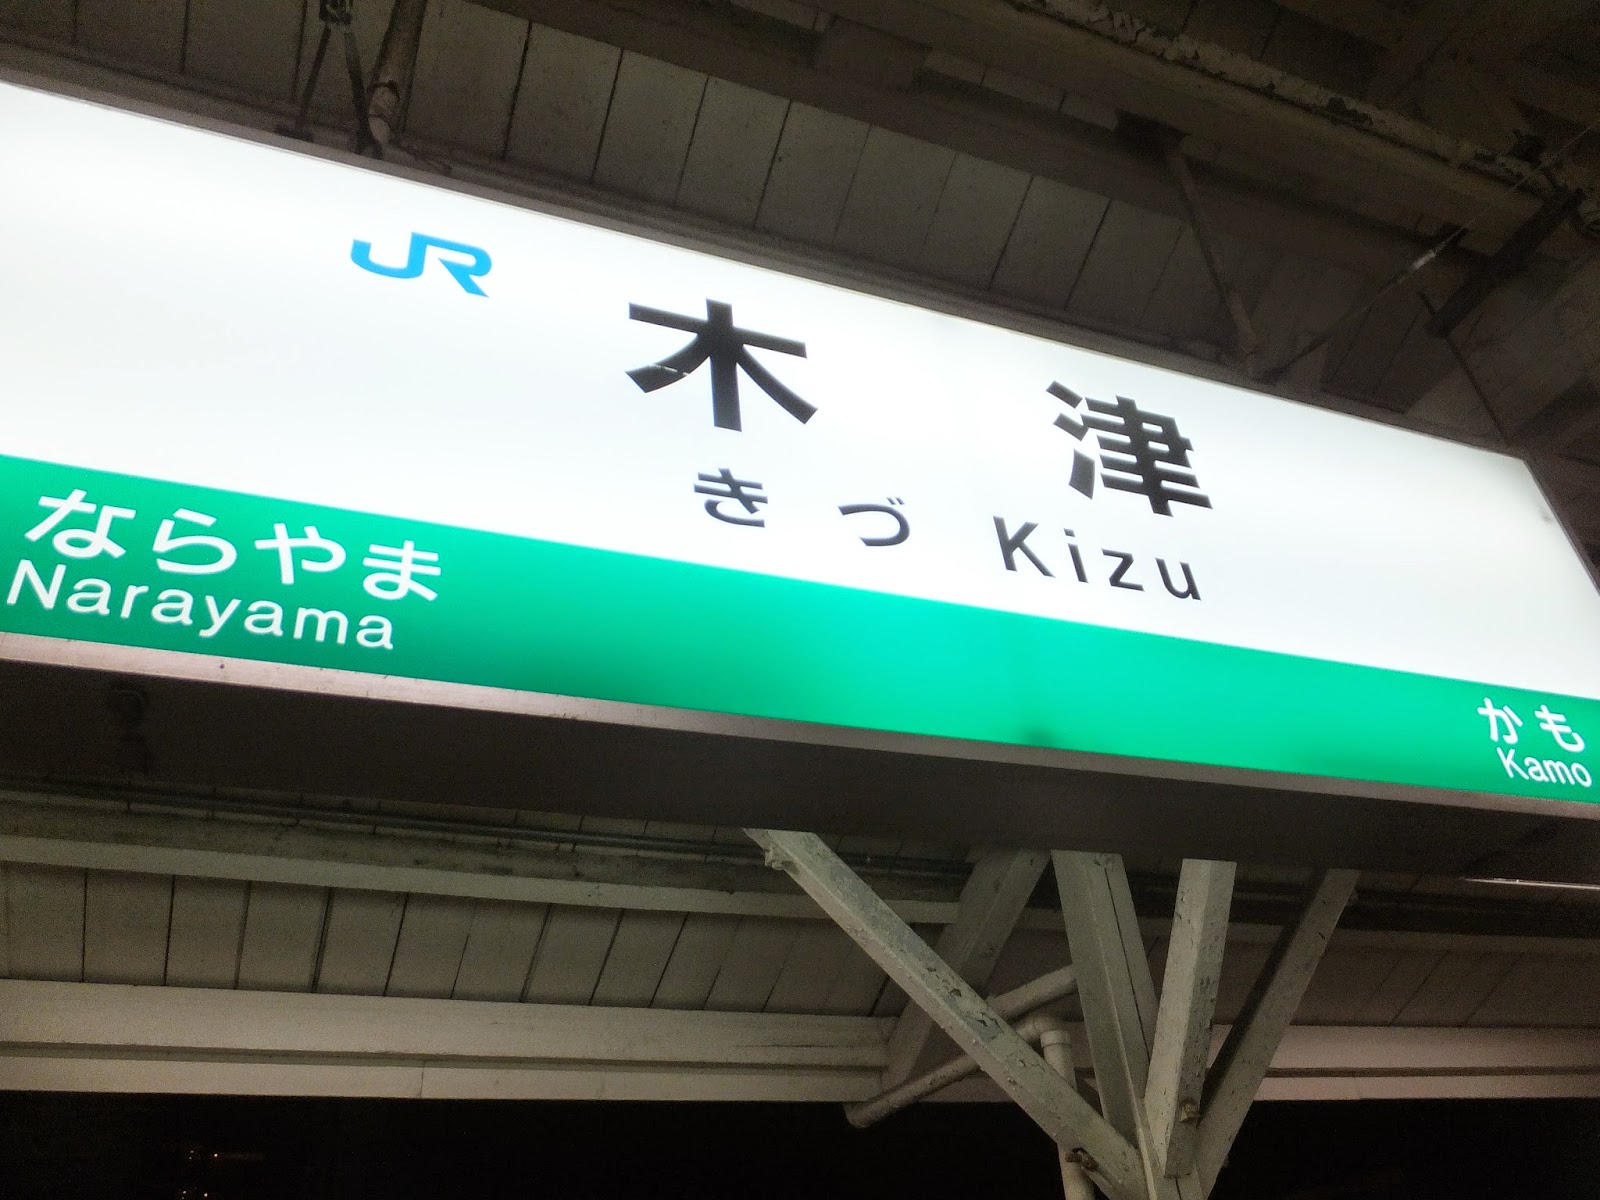 JR
木津
きづ Kizu
ならやま
Narayama
かも
Kamo